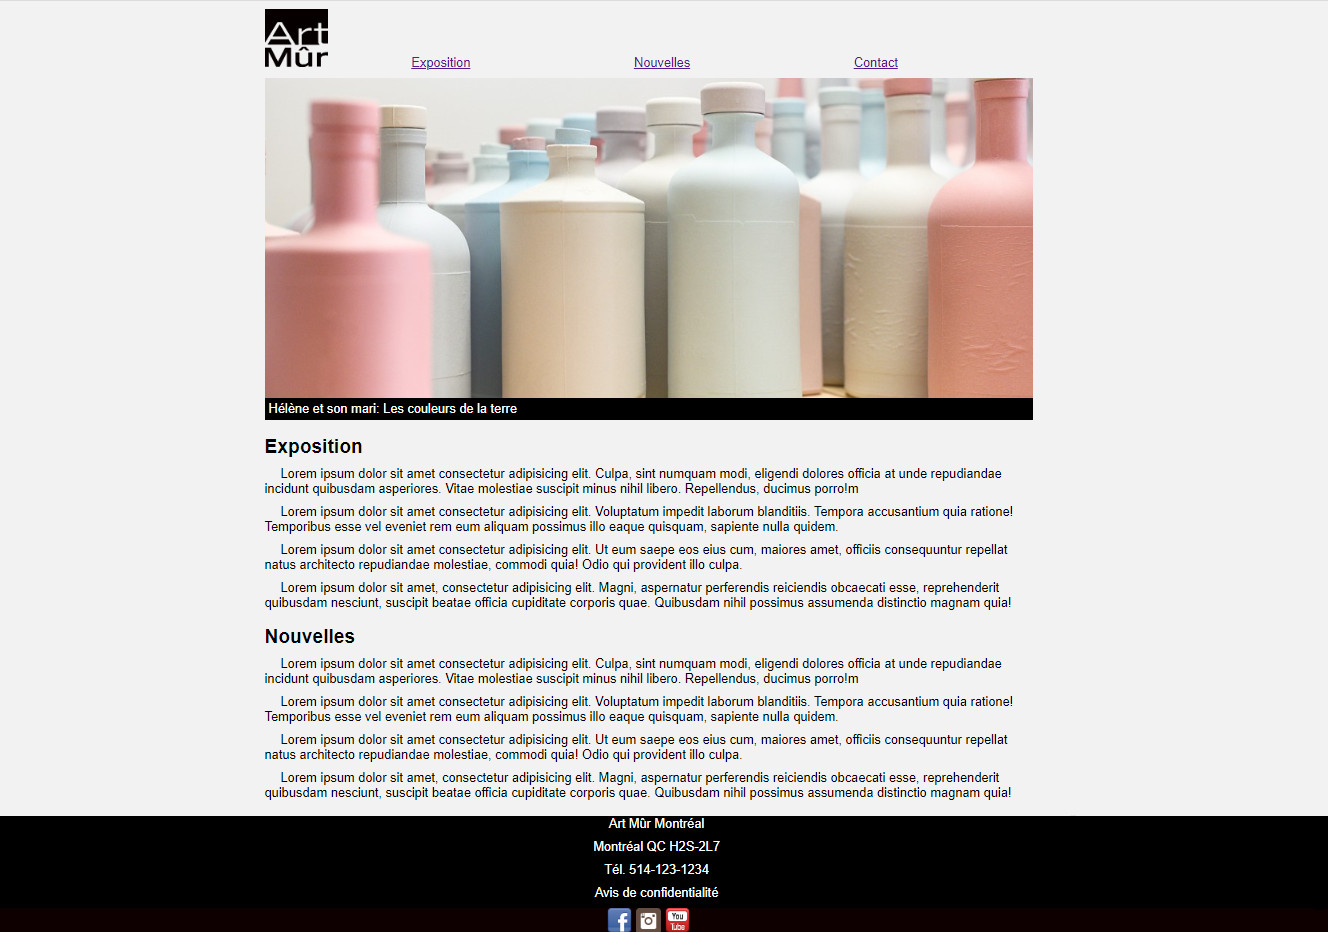 Art
Mûr
Exposition Nouvelles Contact
Hélène et son mari: Les couleurs de la terre
Exposition
Lorem ipsum dolor sit amet consectetur adipisicing elit. Culpa, sint numquam modi, eligendi dolores officia at unde repudiandae
incidunt quibusdam asperiores. Vitae molestiae suscipit minus nihil libero. Repellendus, ducimus porro!m
Lorem ipsum dolor sit amet consectetur adipisicing elit. Voluptatum impedit laborum blanditiis. Tempora accusantium quia ratione!
Temporibus esse vel eveniet rem eum aliquam possimus illo eaque quisquam, sapiente nulla quidem.
Lorem ipsum dolor sit amet consectetur adipisicing elit. Ut eum saepe eos eius cum, maiores amet, officiis consequuntur repellat
natus architecto repudiandae molestiae, commodi quia! Odio qui provident illo culpa.
Lorem ipsum dolor sit amet, consectetur adipisicing elit. Magni, aspernatur perferendis reiciendis obcaecati esse, reprehenderit
quibusdam nesciunt, suscipit beatae officia cupiditate corporis quae. Quibusdam nihil possimus assumenda distinctio magnam quia!
Nouvelles
Lorem ipsum dolor sit amet consectetur adipisicing elit. Culpa, sint numquam modi, eligendi dolores officia at unde repudiandae
incidunt quibusdam asperiores. Vitae molestiae suscipit minus nihil libero. Repellendus, ducimus porro!m
Lorem ipsum dolor sit amet consectetur adipisicing elit. Voluptatum impedit laborum blanditiis. Tempora accusantium quia ratione!
Temporibus esse vel eveniet rem eum aliquam possimus illo eaque quisquam, sapiente nulla quidem.
Lorem ipsum dolor sit amet consectetur adipisicing elit. Ut eum saepe eos eius cum, maiores amet, officiis consequuntur repellat
natus architecto repudiandae molestiae, commodi quia! Odio qui provident illo culpa.
Lorem ipsum dolor sit amet, consectetur adipisicing elit. Magni, aspernatur perferendis reiciendis obcaecati esse, reprehenderit
quibusdam nesciunt, suscipit beatae officia cupiditate corporis quae. Quibusdam nihil possimus assumenda distinctio magnam quia!
Art Mûr Montréal
Montréal QC H2S-2L7
Tél. 514-123-1234
Avis de confidentialité
f
You
Tube